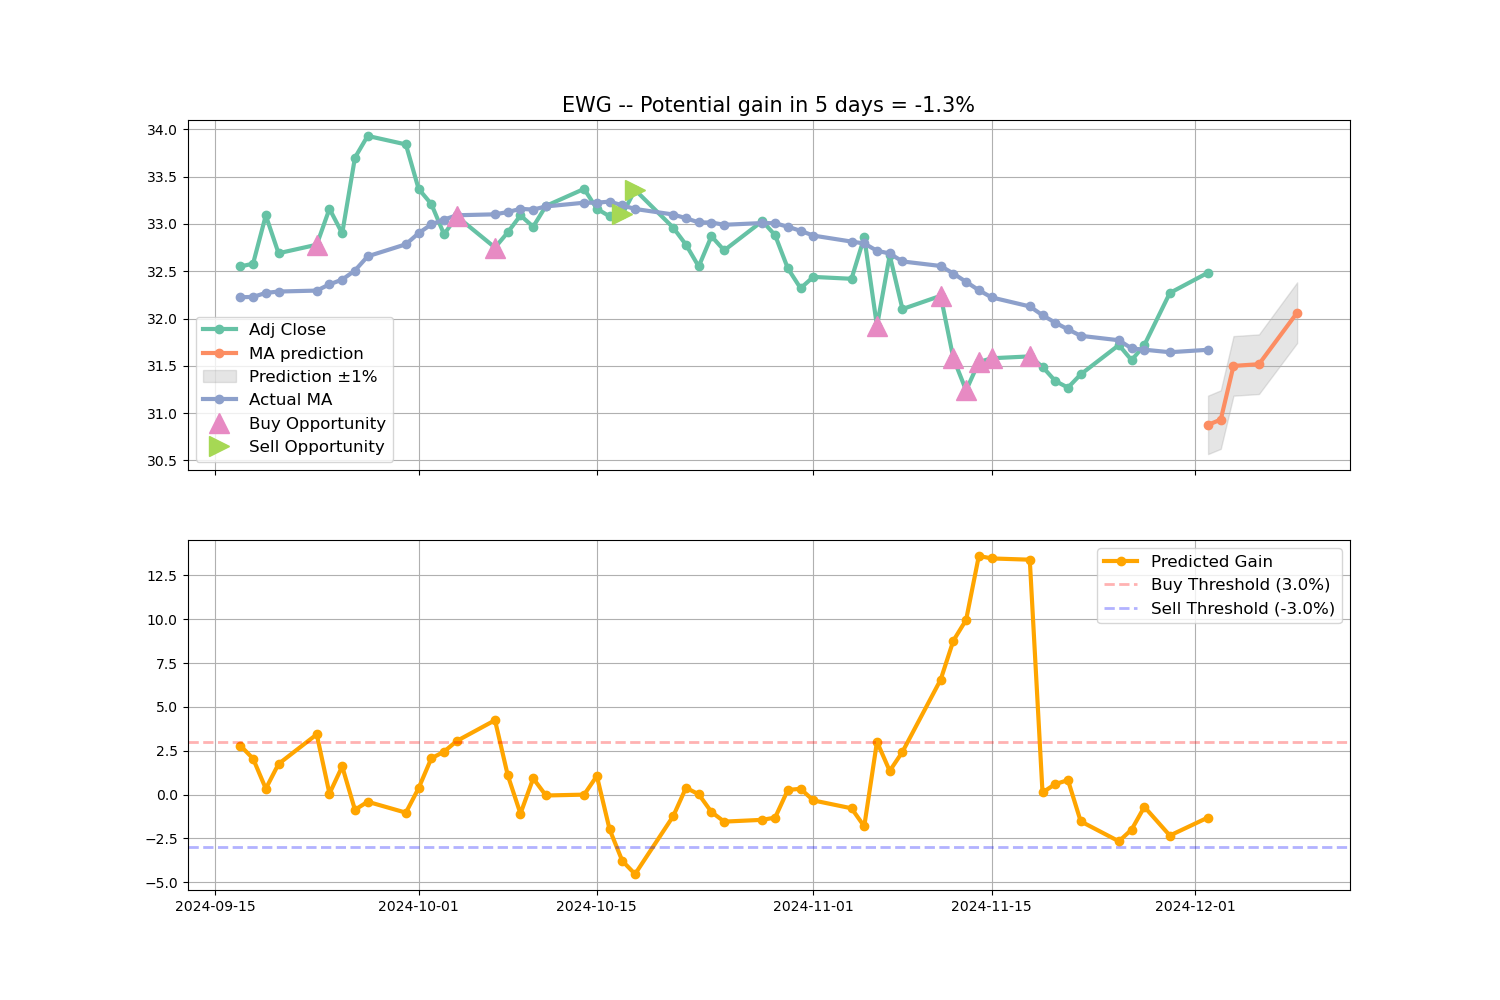 EWG -- Potential gain in 5 days = -1.3%
34.0
33.5
33.0
32.5
32.0
31.5
31.0
30.5
Adj Close
MA prediction
Prediction ±1%
Actual MA
Buy Opportunity
Sell Opportunity
12.5
10.0
7.5
5.0
2.5
0.0
−2.5
−5.0
Predicted Gain
Buy Threshold (3.0%)
Sell Threshold (-3.0%)
2024-09-15 2024-10-01 2024-10-15 2024-11-01 2024-11-15 2024-12-01